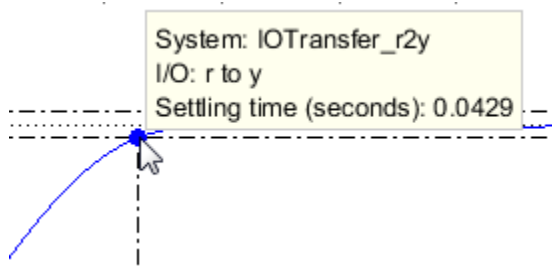 System: IOTransfer_r2y
I/O: r to y
Settling time (seconds): 0.0429